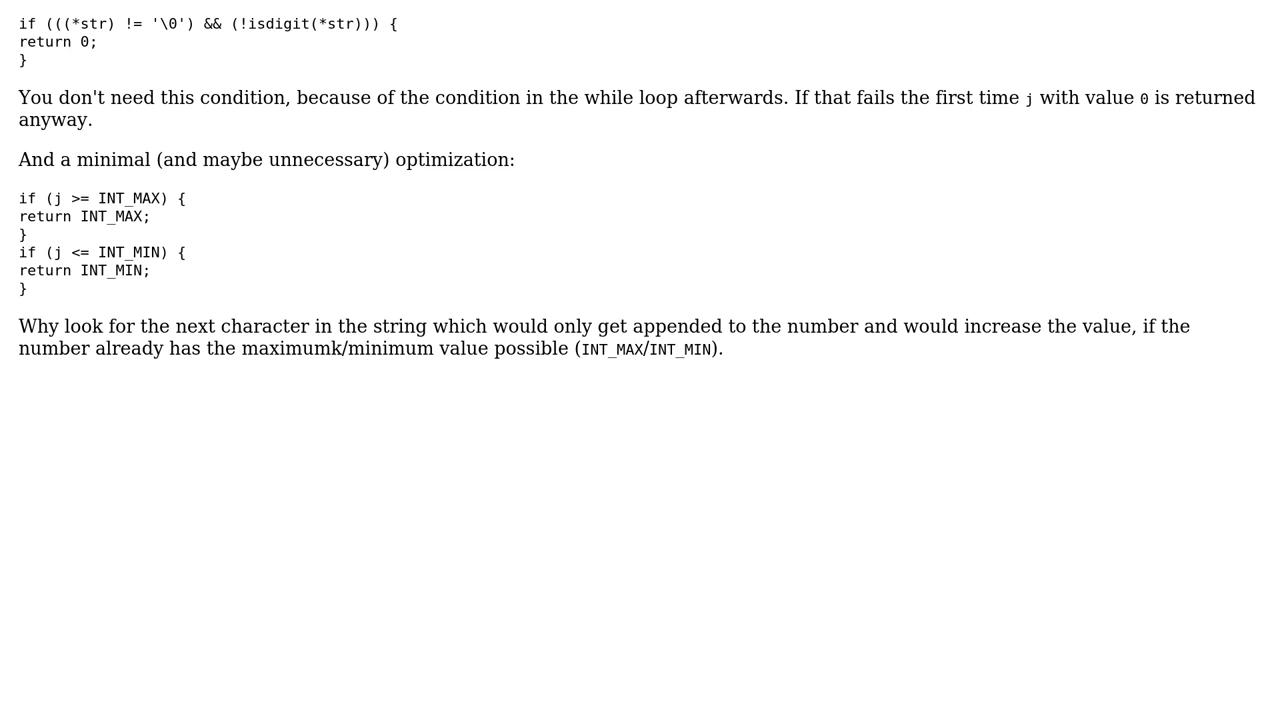 if (((*str) != '\0') && (!isdigit(*str))) {
return 0;
}
You don't need this condition, because of the condition in the while loop afterwards. If that fails the first time j with value 0 is returned
anyway.
And a minimal (and maybe unnecessary) optimization:
if (j >= INT_MAX) {
return INT_MAX;
}
if (j <= INT_MIN) {
return INT_MIN;
}
Why look for the next character in the string which would only get appended to the number and would increase the value, if the
number already has the maximumk/minimum value possible (INT_MAX/INT_MIN).